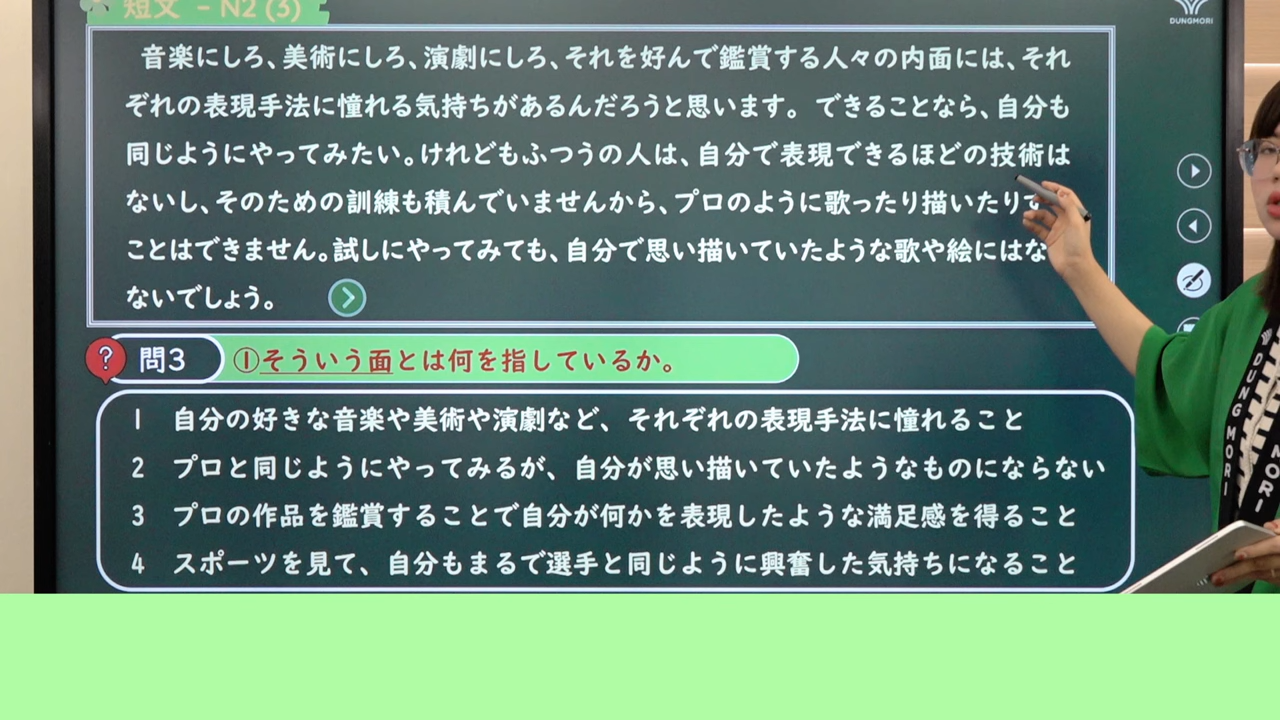 短文 - N2 (3)
DUNGMORI
音楽にしろ、美術にしろ、演劇にしろ、それを好んで鑑賞する人々の内面には、それ
ぞれの表現手法に憧れる気持ちがあるんだろうと思います。できることなら、自分も
同じようにやってみたい。けれどもふつうの人は、自分で表現できるほどの技術は
ないし、そのための訓練も積んでいませんから、プロのように歌ったり描いたり
ことはできません。試しにやってみても、自分で思い描いていたような歌や絵にはな
ないでしょう。
? 問3 ①そういう面とは何を指しているか。
1 自分の好きな音楽や美術や演劇など、それぞれの表現手法に憧れること
2 プロと同じようにやってみるが、自分が思い描いていたようなものにならない
3 プロの作品を鑑賞することで自分が何かを表現したような満足感を得ること
4 スポーツを見て、自分もまるで選手と同じように興奮した気持ちになること
DUNG MORI
MORI